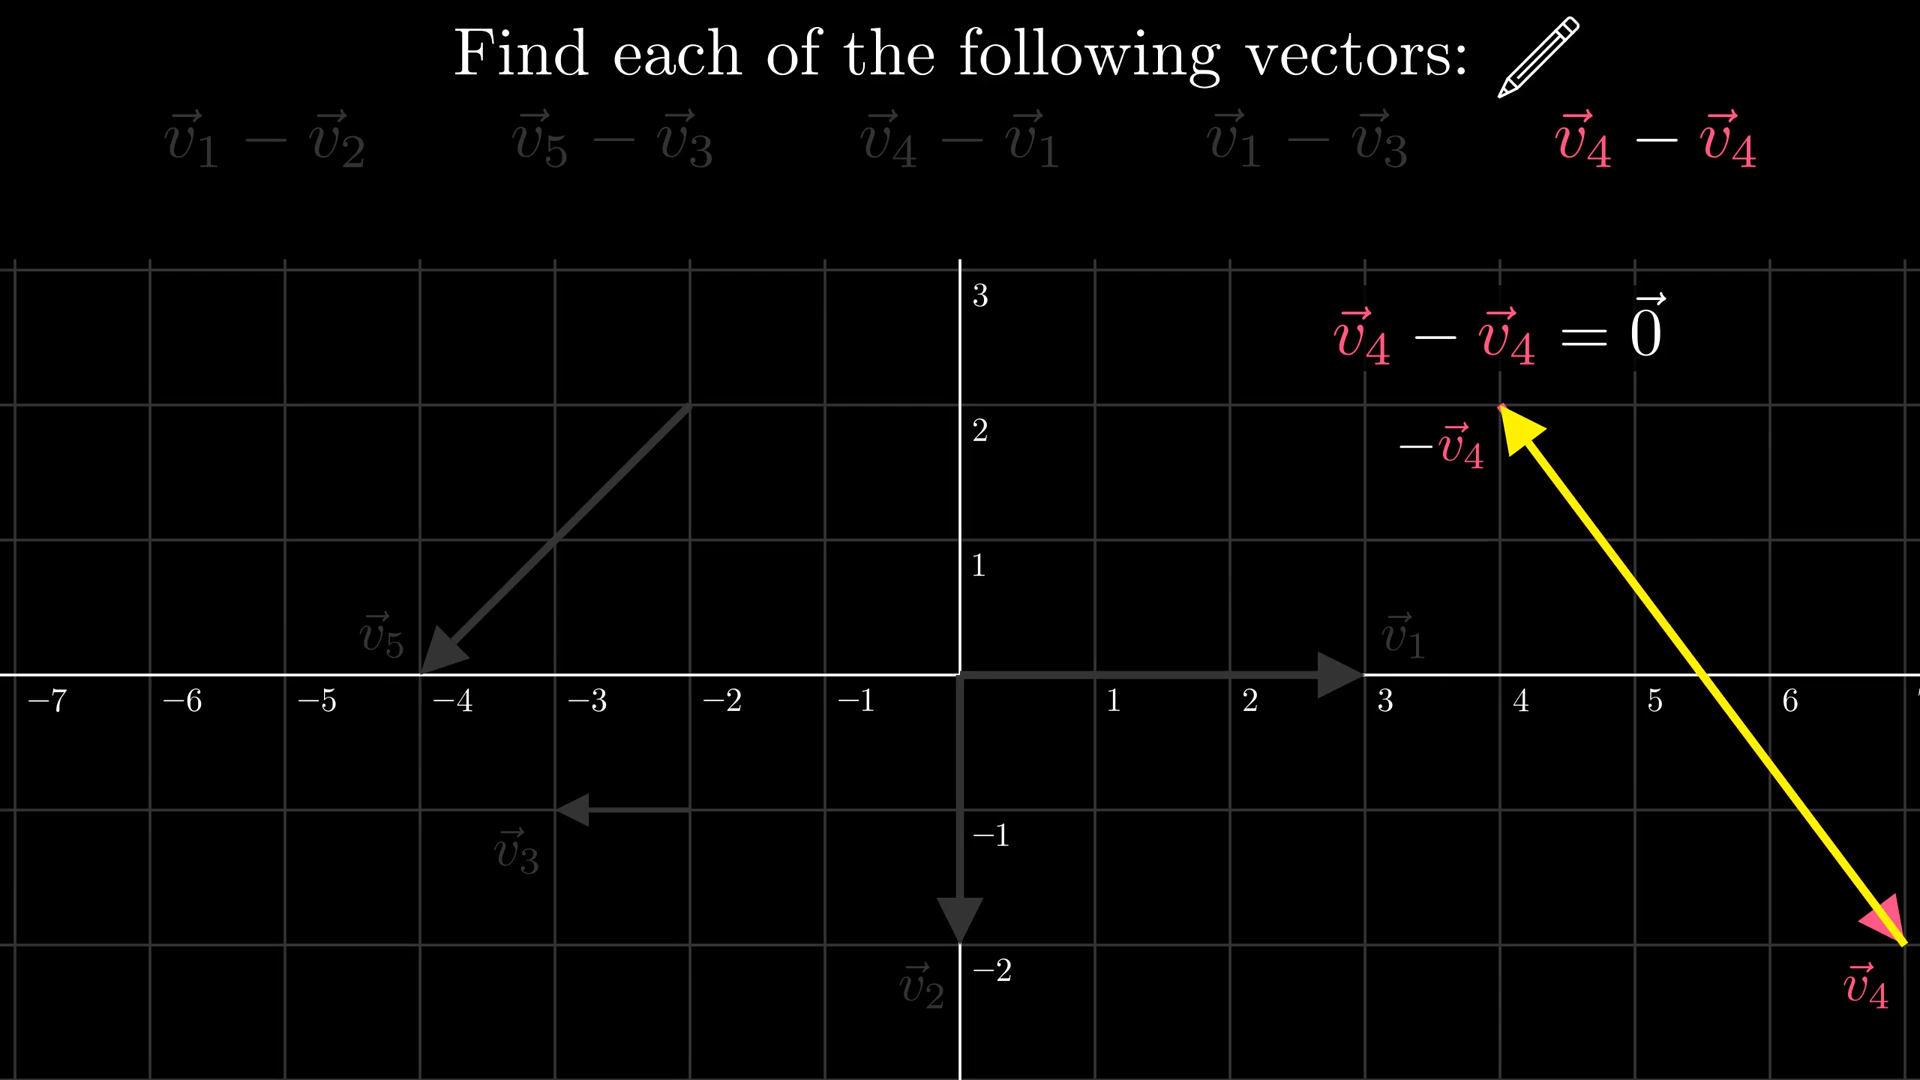 Find each of the following vectors:
v⃗₁ − v⃗₂ v⃗₅ − v⃗₃ v⃗₄ − v⃗₁ v⃗₁ − v⃗₃ v⃗₄ − v⃗₄
3
v⃗₄ − v⃗₄ = 0⃗
2
−v⃗₄
1
v⃗₅ v⃗₁
−7 −6 −5 −4 −3 −2 −1 1 2 3 4 5 6
−1
v⃗₃
−2
v⃗₂ v⃗₄